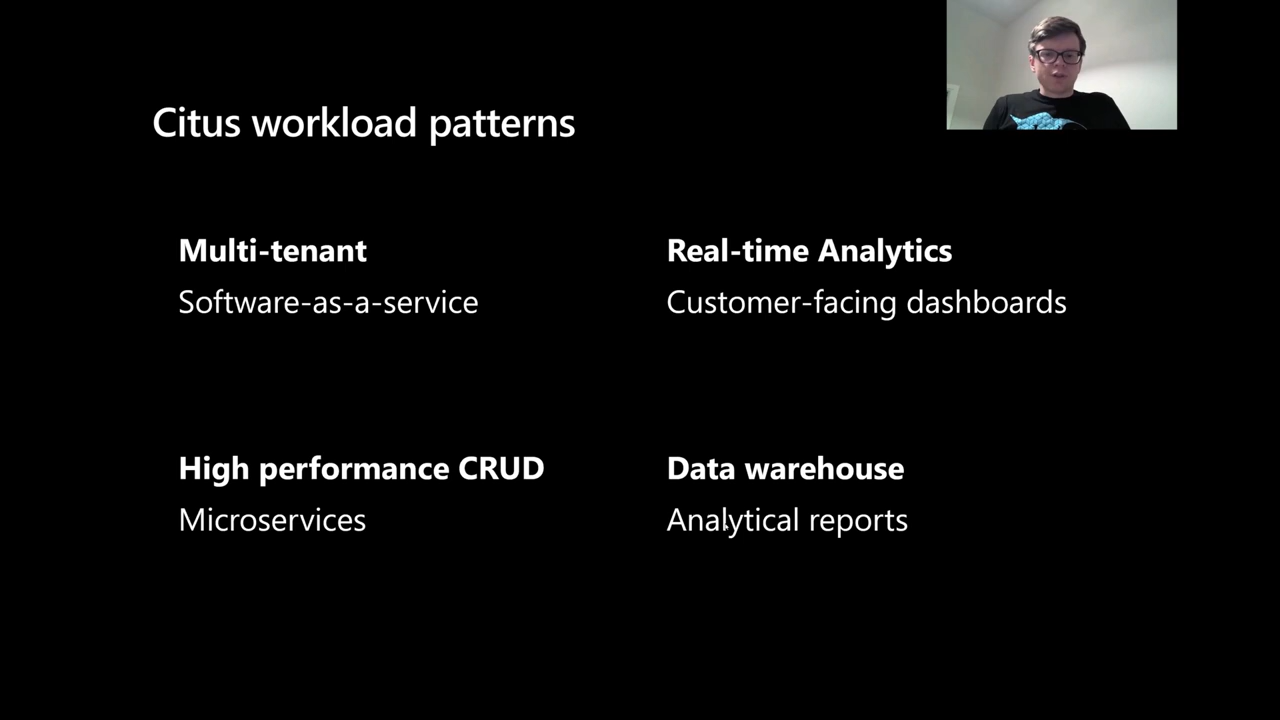 Citus workload patterns
Multi-tenant
Software-as-a-service
Real-time Analytics
Customer-facing dashboards
High performance CRUD
Microservices
Data warehouse
Analytical reports